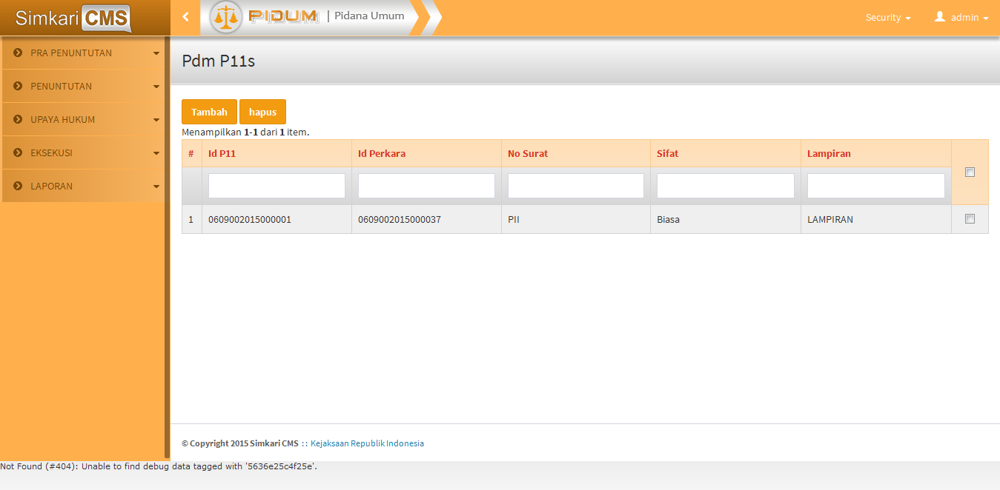 Simkari CMS
PIDUM | Pidana Umum
Security
admin
PRA PENUNTUTAN
PENUNTUTAN
UPAYA HUKUM
EKSEKUSI
LAPORAN
Pdm P11s
Tambah hapus
Menampilkan 1-1 dari 1 item.
# Id P11 Id Perkara No Surat Sifat Lampiran
1 0609002015000001 0609002015000037 PII Biasa LAMPIRAN
© Copyright 2015 Simkari CMS :: Kejaksaan Republik Indonesia
Not Found (#404): Unable to find debug data tagged with '5636e25c4f25e'.